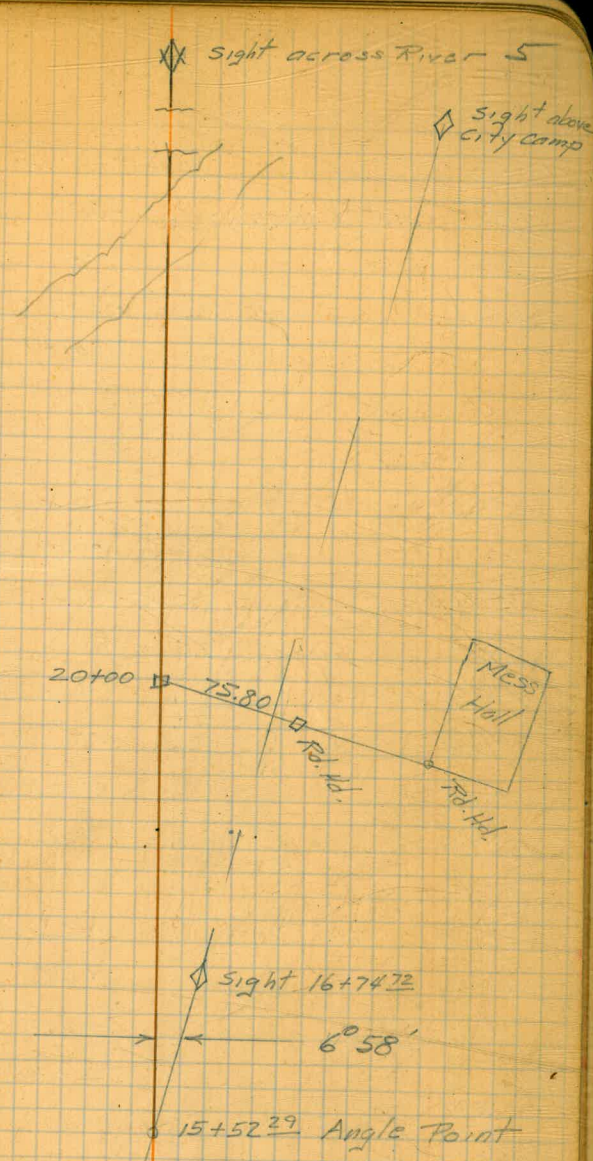 Sight across River 5
Sight above
City Camp
20+00
75.80
Mess
Hall
Rd. Hd.
Rd. Hd.
Sight 16+74 72
6° 58'
15+52 29 Angle Point